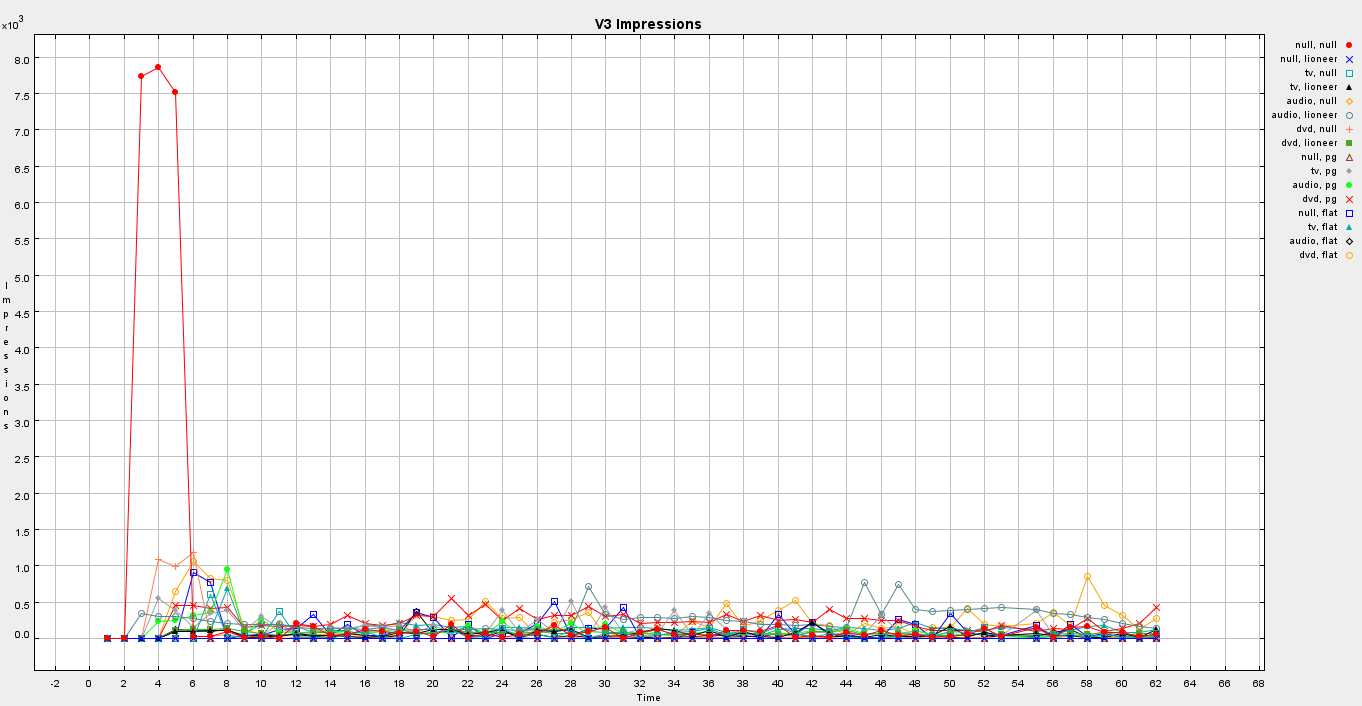 V3 Impressions
x10^3
8.0
7.5
7.0
6.5
6.0
5.5
5.0
4.5
4.0
3.5
3.0
2.5
2.0
1.5
1.0
0.5
0.0
Impressions
-2 0 2 4 6 8 10 12 14 16 18 20 22 24 26 28 30 32 34 36 38 40 42 44 46 48 50 52 54 56 58 60 62 64 66 68
Time
null, null
null, lioneer
tv, null
tv, lioneer
audio, null
audio, lioneer
dvd, null
dvd, lioneer
null, pg
tv, pg
audio, pg
dvd, pg
null, flat
tv, flat
audio, flat
dvd, flat